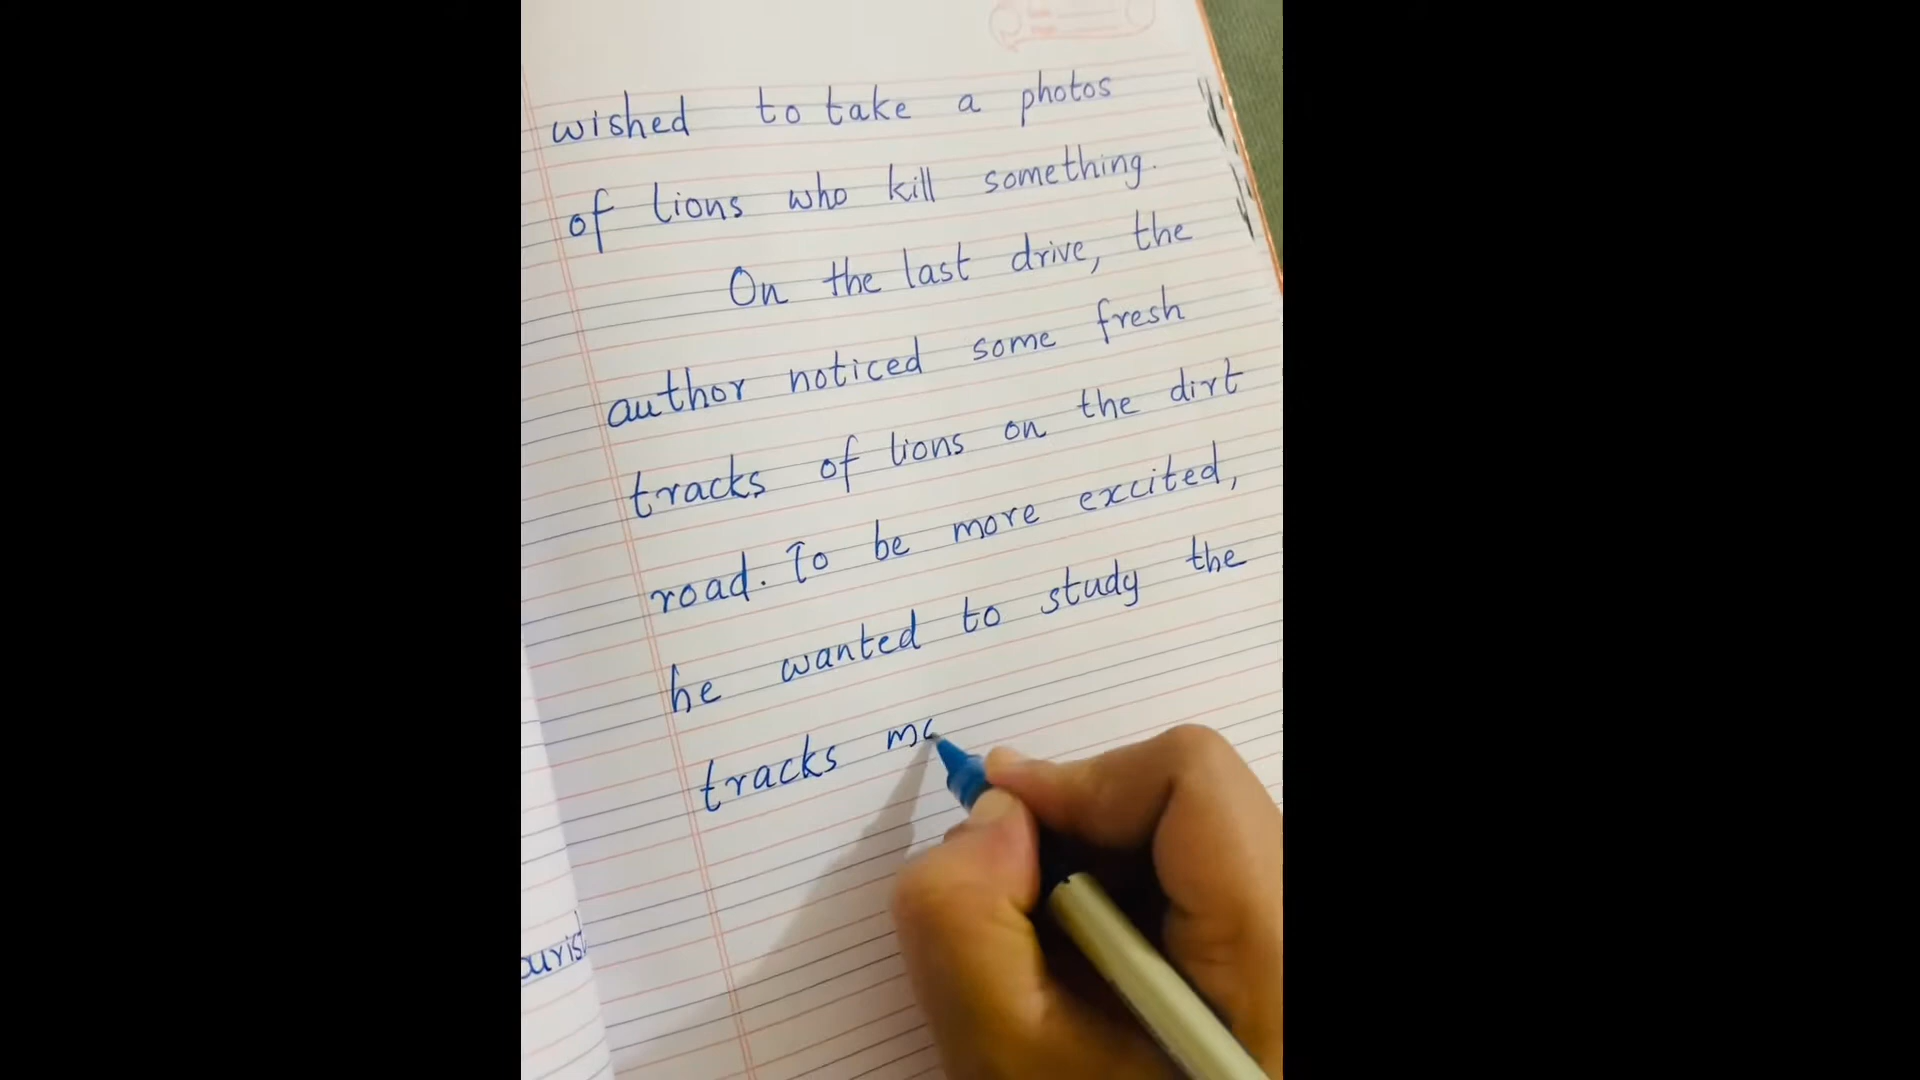 wished to take a photos
of lions who kill something.
On the last drive, the
author noticed some fresh
tracks of lions on the dirt
road. To be more excited,
he wanted to study the
tracks